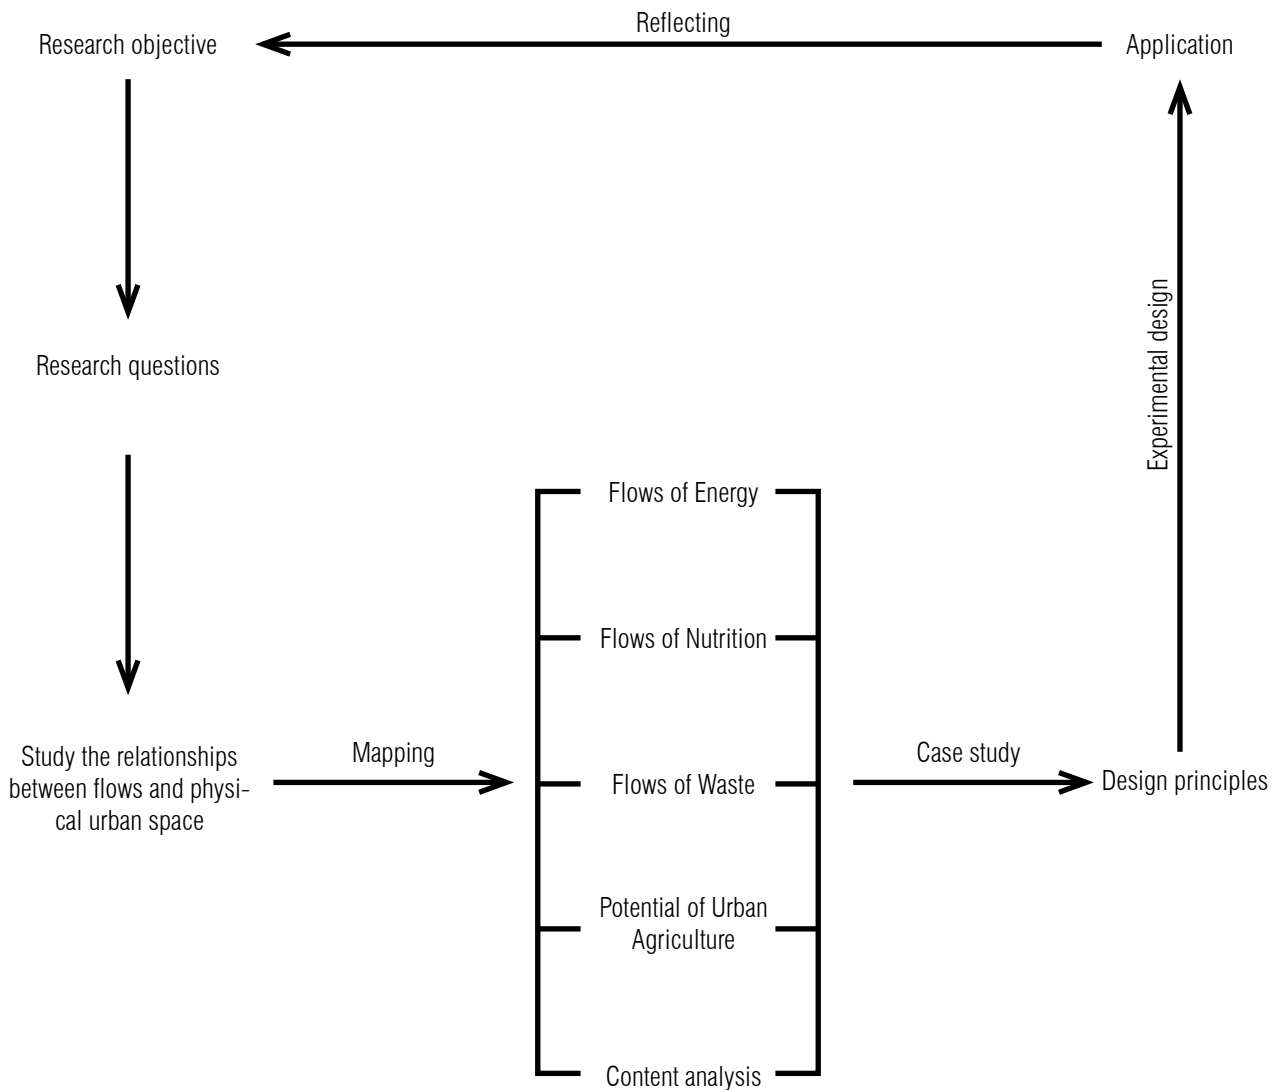 Reflecting
Research objective
Application
Research questions
Experimental design
Flows of Energy
Flows of Nutrition
Study the relationships
between flows and physi-
cal urban space
Mapping
Flows of Waste
Case study
Design principles
Potential of Urban
Agriculture
Content analysis